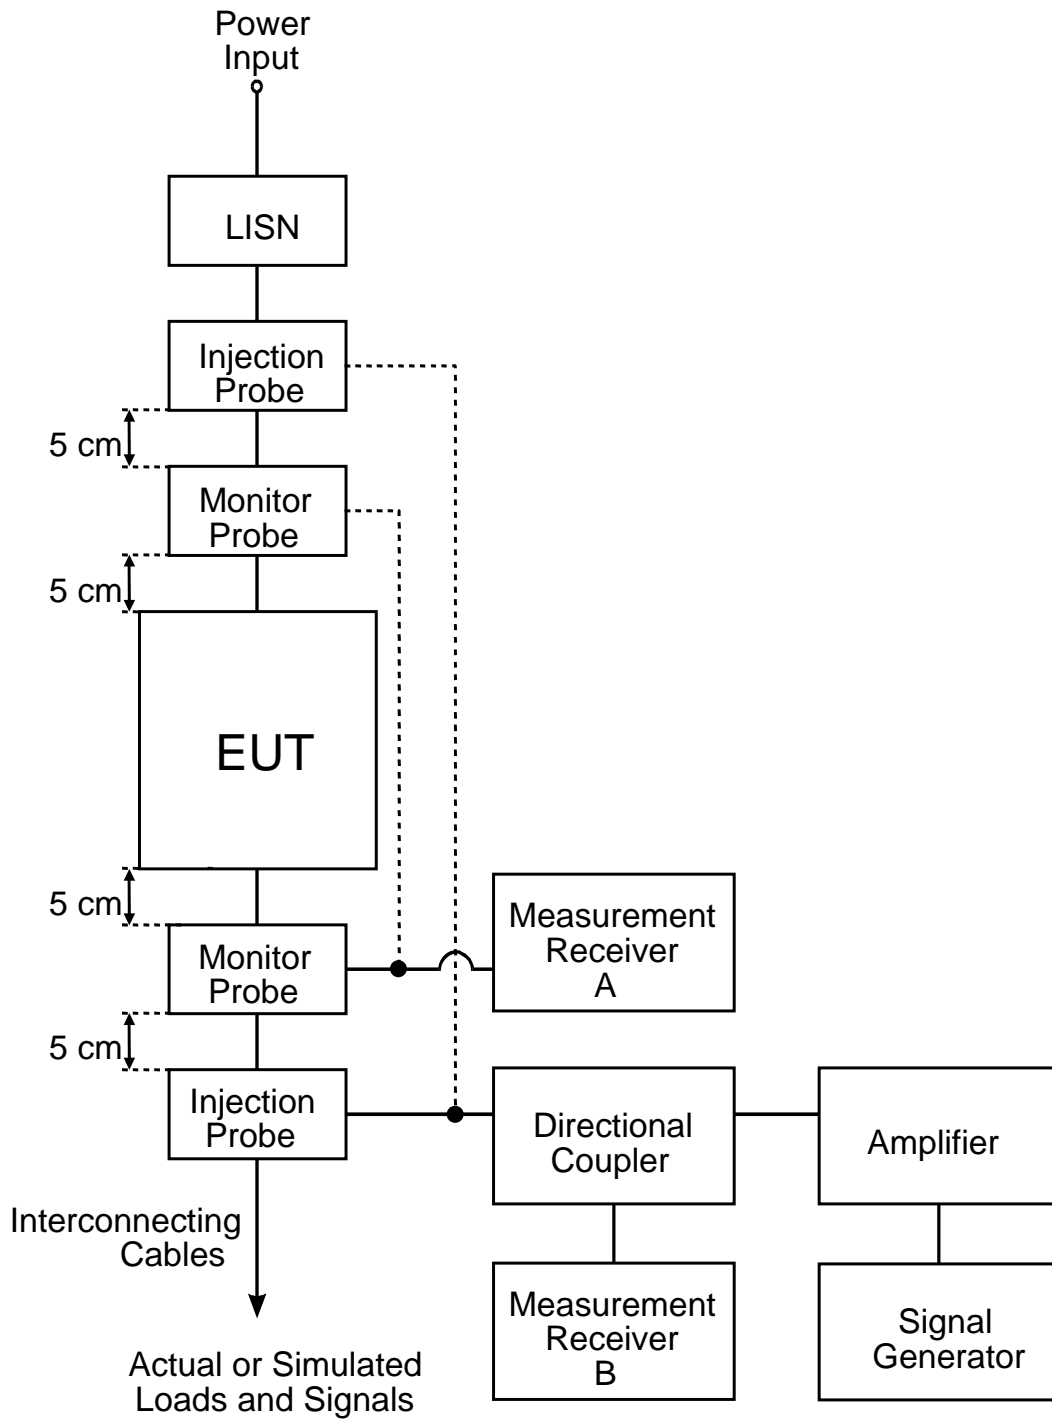 Power
Input
LISN
Injection
Probe
5 cm
Monitor
Probe
5 cm
EUT
5 cm
Monitor
Probe
Measurement
Receiver
A
5 cm
Injection
Probe
Directional
Coupler
Amplifier
Interconnecting
Cables
Measurement
Receiver
B
Signal
Generator
Actual or Simulated
Loads and Signals